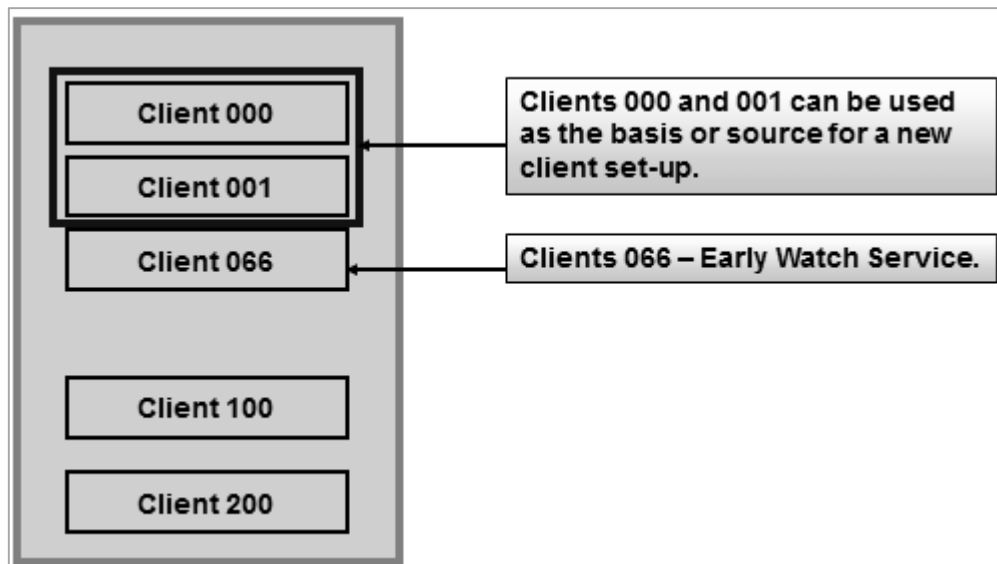 Client 000
Client 001
Client 066
Client 100
Client 200
Clients 000 and 001 can be used
as the basis or source for a new
client set-up.
Clients 066 – Early Watch Service.